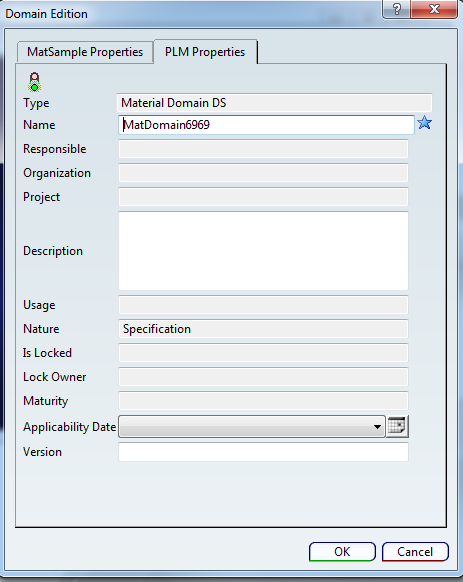 Domain Edition
MatSample Properties PLM Properties
Type Material Domain DS
Name MatDomain6969
Responsible
Organization
Project
Description
Usage
Nature Specification
Is Locked
Lock Owner
Maturity
Applicability Date
Version
OK Cancel